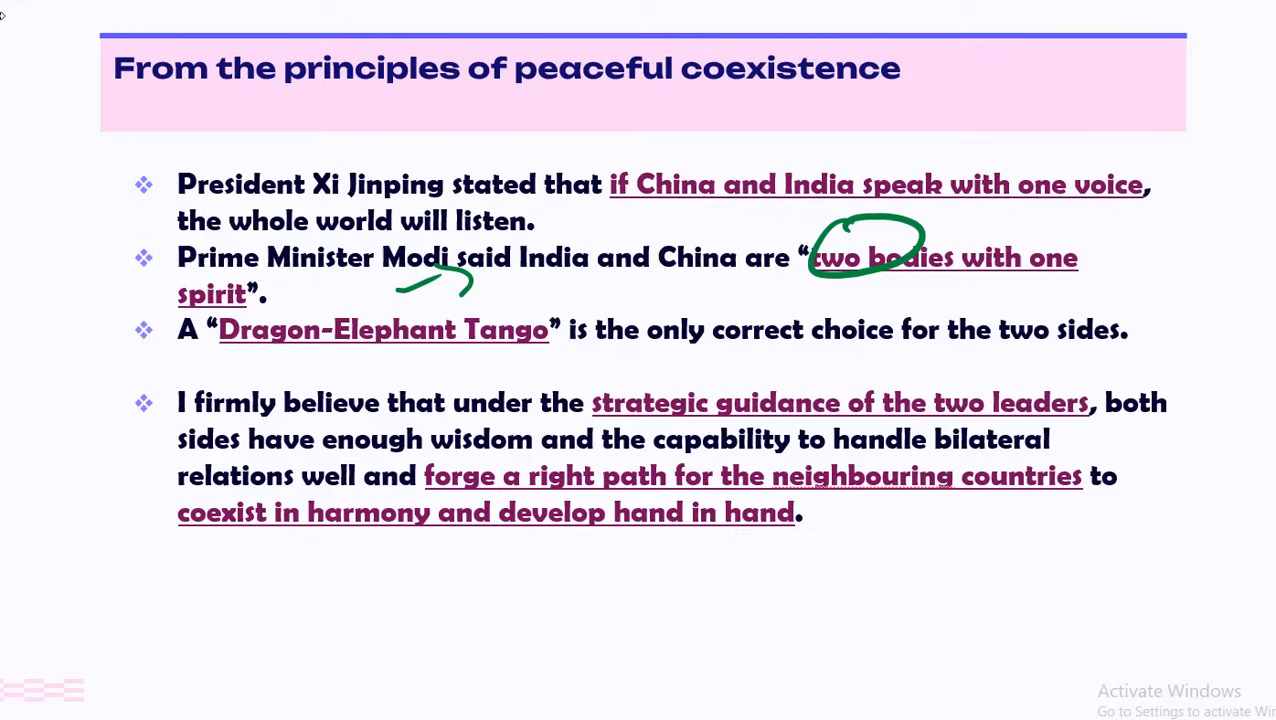 From the principles of peaceful coexistence
President Xi Jinping stated that if China and India speak with one voice,
the whole world will listen.
Prime Minister Modi said India and China are “two bodies with one
spirit”.
A “Dragon-Elephant Tango” is the only correct choice for the two sides.
I firmly believe that under the strategic guidance of the two leaders, both
sides have enough wisdom and the capability to handle bilateral
relations well and forge a right path for the neighbouring countries to
coexist in harmony and develop hand in hand.
Activate Windows
Go to Settings to activate Win